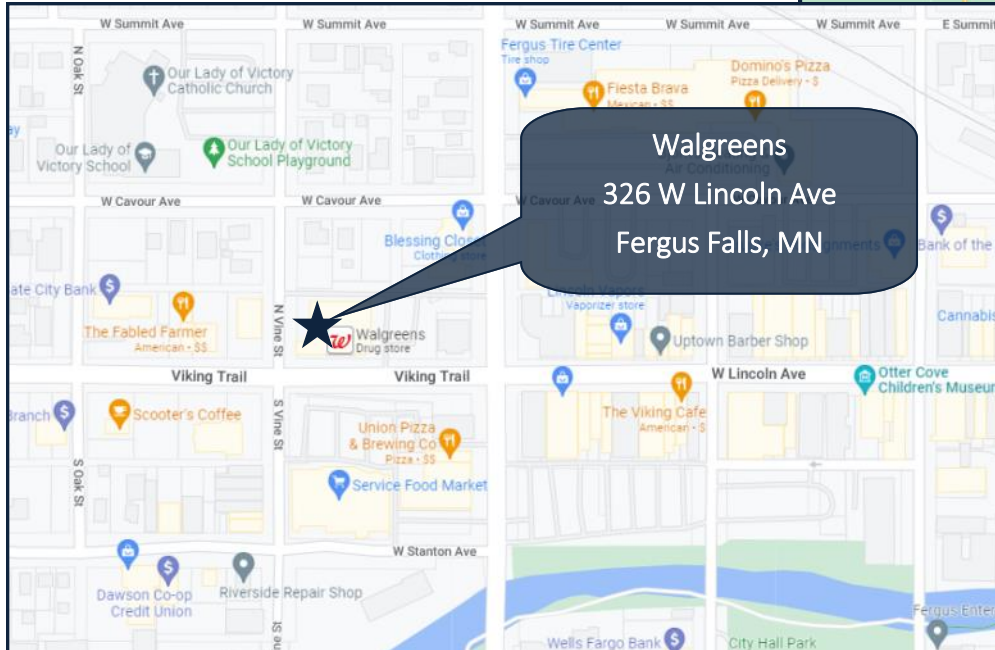 W Summit Ave
W Summit Ave
W Summit Ave
W Summit Ave
E Summit
N Oak St
Our Lady of Victory
Catholic Church
Fergus Tire Center
Tire shop
Fiesta Brava
Mexican • $$
Domino's Pizza
Pizza Delivery • $
Our Lady of
Victory School
Our Lady of Victory
School Playground
Air Conditioning
Walgreens
326 W Lincoln Ave
Fergus Falls, MN
W Cavour Ave
W Cavour Ave
W Cavour Ave
Blessing Closet
Clothing store
Bank of the
ate City Bank
The Fabled Farmer
American • $$
N Vine St
Walgreens
Drug store
Lincoln Vapors
Vaporizer store
Uptown Barber Shop
Cannabis
Viking Trail
Viking Trail
W Lincoln Ave
Otter Cove
Children's Museum
Branch
Scooter's Coffee
S Vine St
Union Pizza
& Brewing Co
Pizza • $$
The Viking Cafe
American • $
S Oak St
Service Food Market
W Stanton Ave
Dawson Co-op
Credit Union
Riverside Repair Shop
Wells Fargo Bank
City Hall Park
Fergus Enter
ne St